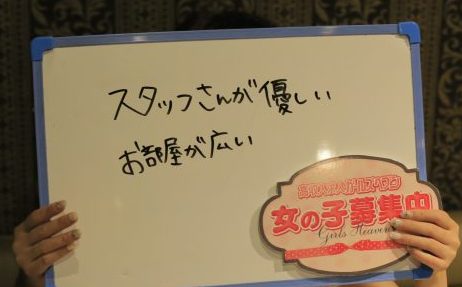 スタッフさんが優しい
お部屋が広い
女の子募集中
Girls Heaven